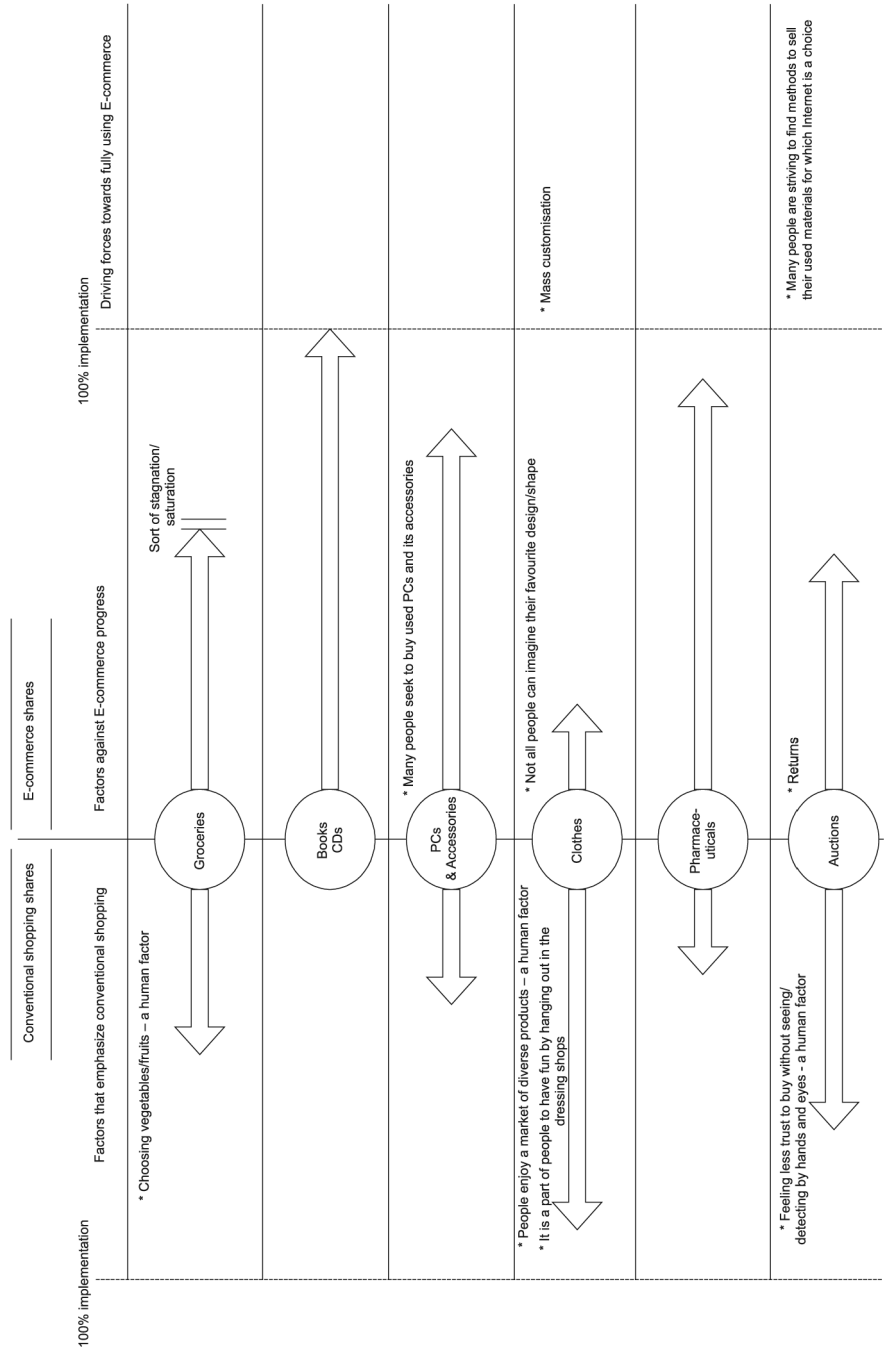 Conventional shopping shares
E-commerce shares
100% implementation
Factors that emphasize conventional shopping
Factors against E-commerce progress
100% implementation
Driving forces towards fully using E-commerce
* Choosing vegetables/fruits – a human factor
Groceries
Sort of stagnation/
saturation
Books
CDs
PCs
& Accessories
* Many people seek to buy used PCs and its accessories
* People enjoy a market of diverse products – a human factor
* It is a part of people to have fun by hanging out in the
dressing shops
Clothes
* Not all people can imagine their favourite design/shape
* Mass customisation
Pharmace-
uticals
* Feeling less trust to buy without seeing/
detecting by hands and eyes - a human factor
Auctions
* Returns
* Many people are striving to find methods to sell
their used materials for which Internet is a choice